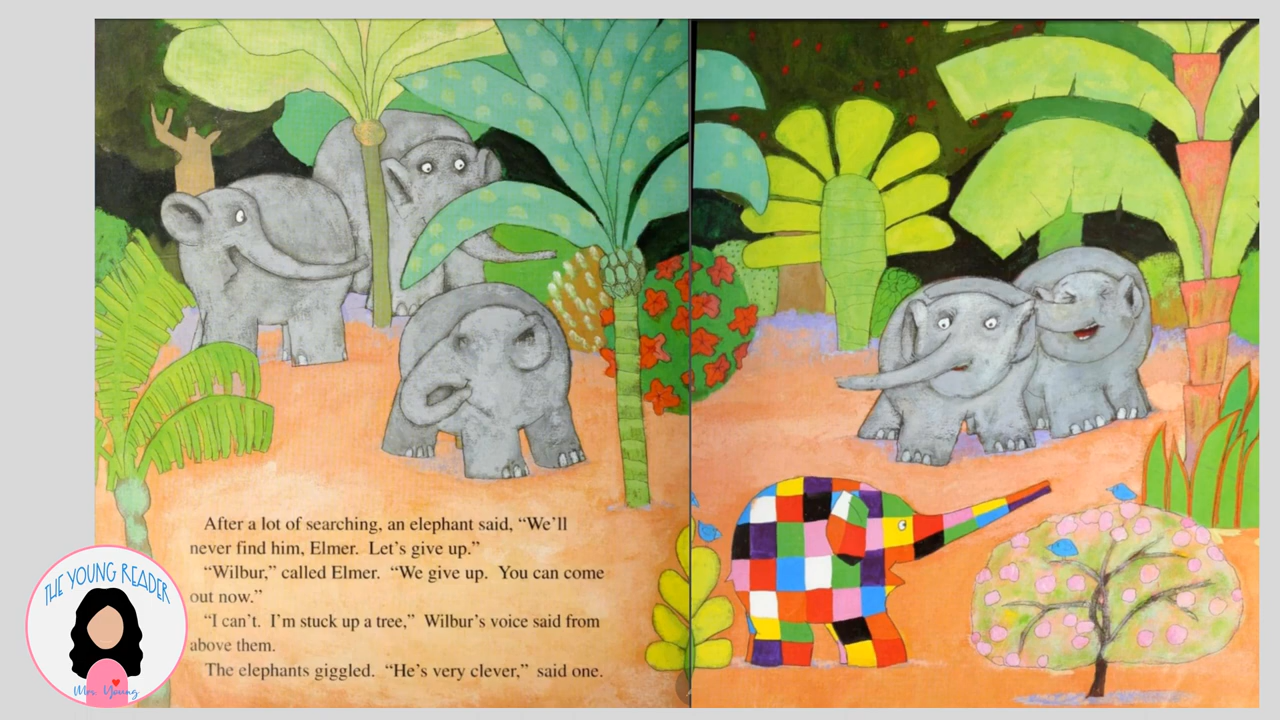 After a lot of searching, an elephant said, “We’ll
never find him, Elmer.  Let’s give up.”
“Wilbur,” called Elmer.  “We give up.  You can come
out now.”
“I can’t.  I’m stuck up a tree,”  Wilbur’s voice said from
above them.
The elephants giggled.  “He’s very clever,”  said one.
THE YOUNG READER
Mrs. Young